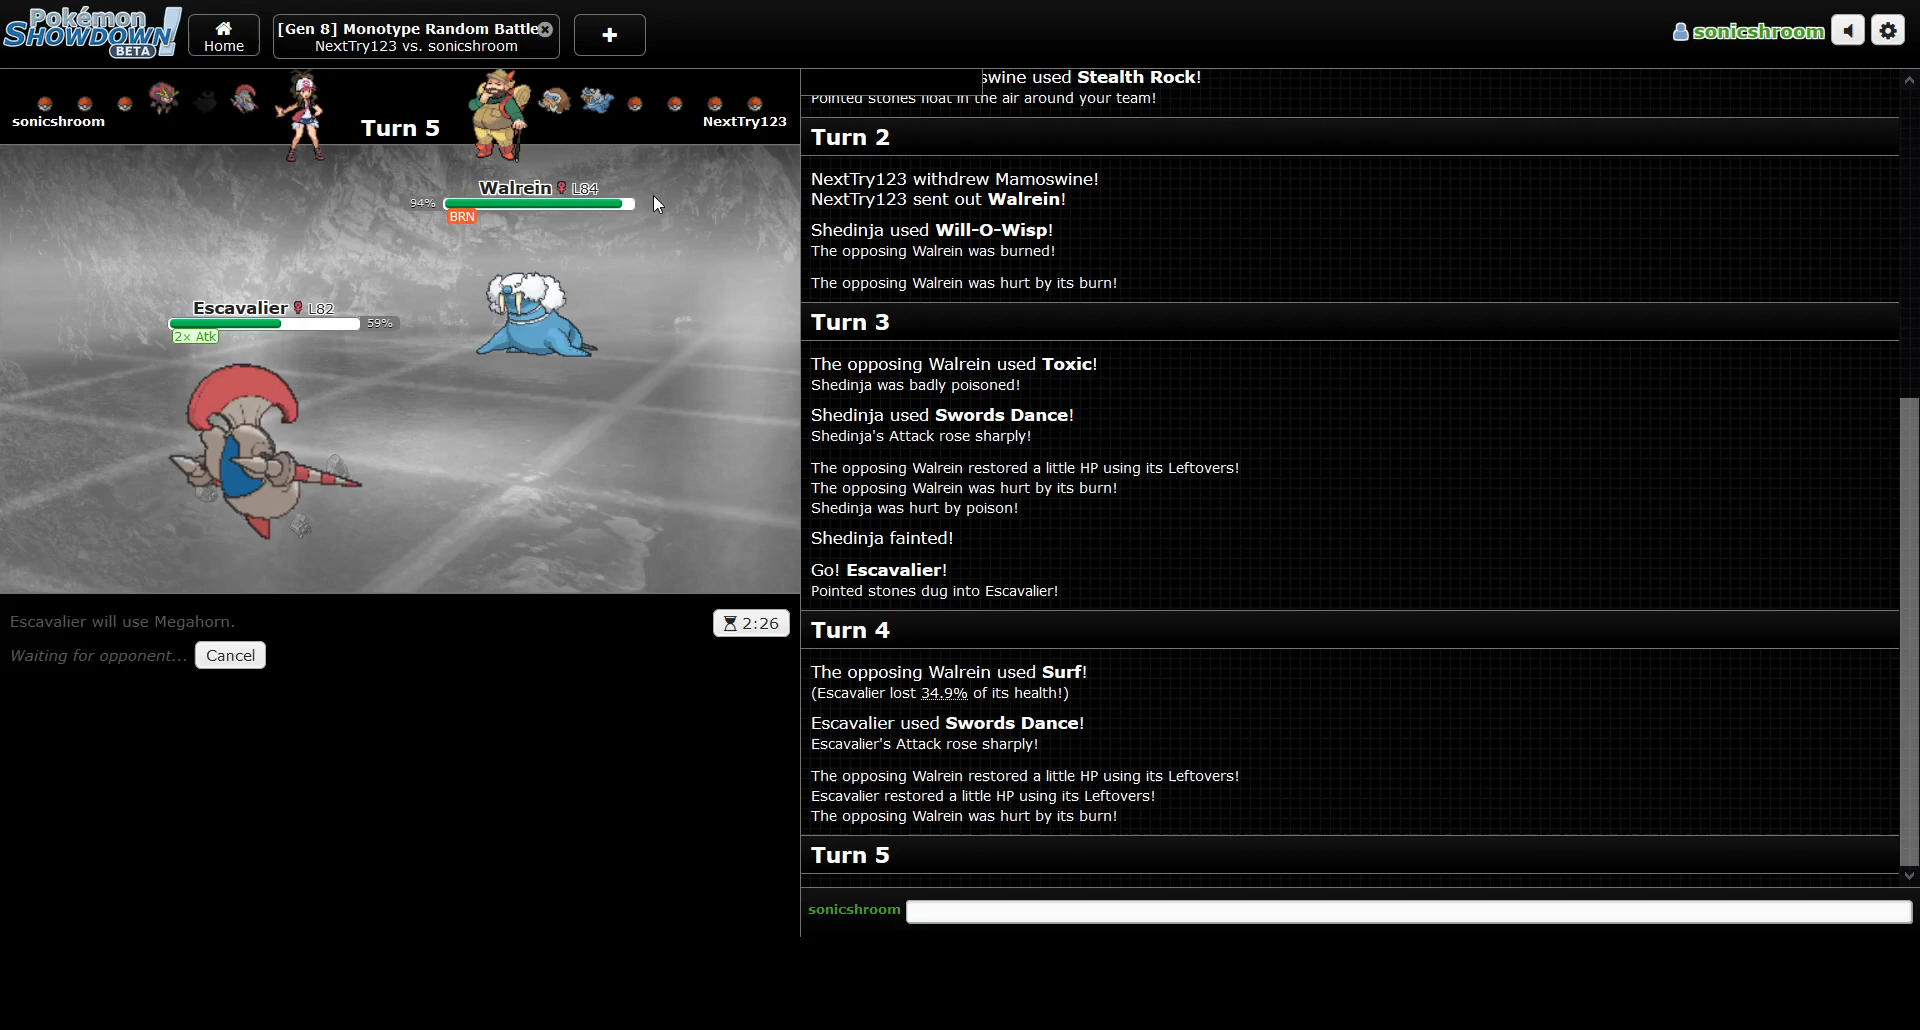 Pokémon
SHOWDOWN!
BETA
Home
[Gen 8] Monotype Random Battle
NextTry123 vs. sonicshroom
+
sonicshroom
sonicshroom
Turn 5
NextTry123
Walrein L84
94%
BRN
Escavalier L82
59%
2× Atk
Escavalier will use Megahorn.
2:26
Waiting for opponent... Cancel
swine used Stealth Rock!
Pointed stones float in the air around your team!
Turn 2
NextTry123 withdrew Mamoswine!
NextTry123 sent out Walrein!
Shedinja used Will-O-Wisp!
The opposing Walrein was burned!
The opposing Walrein was hurt by its burn!
Turn 3
The opposing Walrein used Toxic!
Shedinja was badly poisoned!
Shedinja used Swords Dance!
Shedinja's Attack rose sharply!
The opposing Walrein restored a little HP using its Leftovers!
The opposing Walrein was hurt by its burn!
Shedinja was hurt by poison!
Shedinja fainted!
Go! Escavalier!
Pointed stones dug into Escavalier!
Turn 4
The opposing Walrein used Surf!
(Escavalier lost 34.9% of its health!)
Escavalier used Swords Dance!
Escavalier's Attack rose sharply!
The opposing Walrein restored a little HP using its Leftovers!
Escavalier restored a little HP using its Leftovers!
The opposing Walrein was hurt by its burn!
Turn 5
sonicshroom